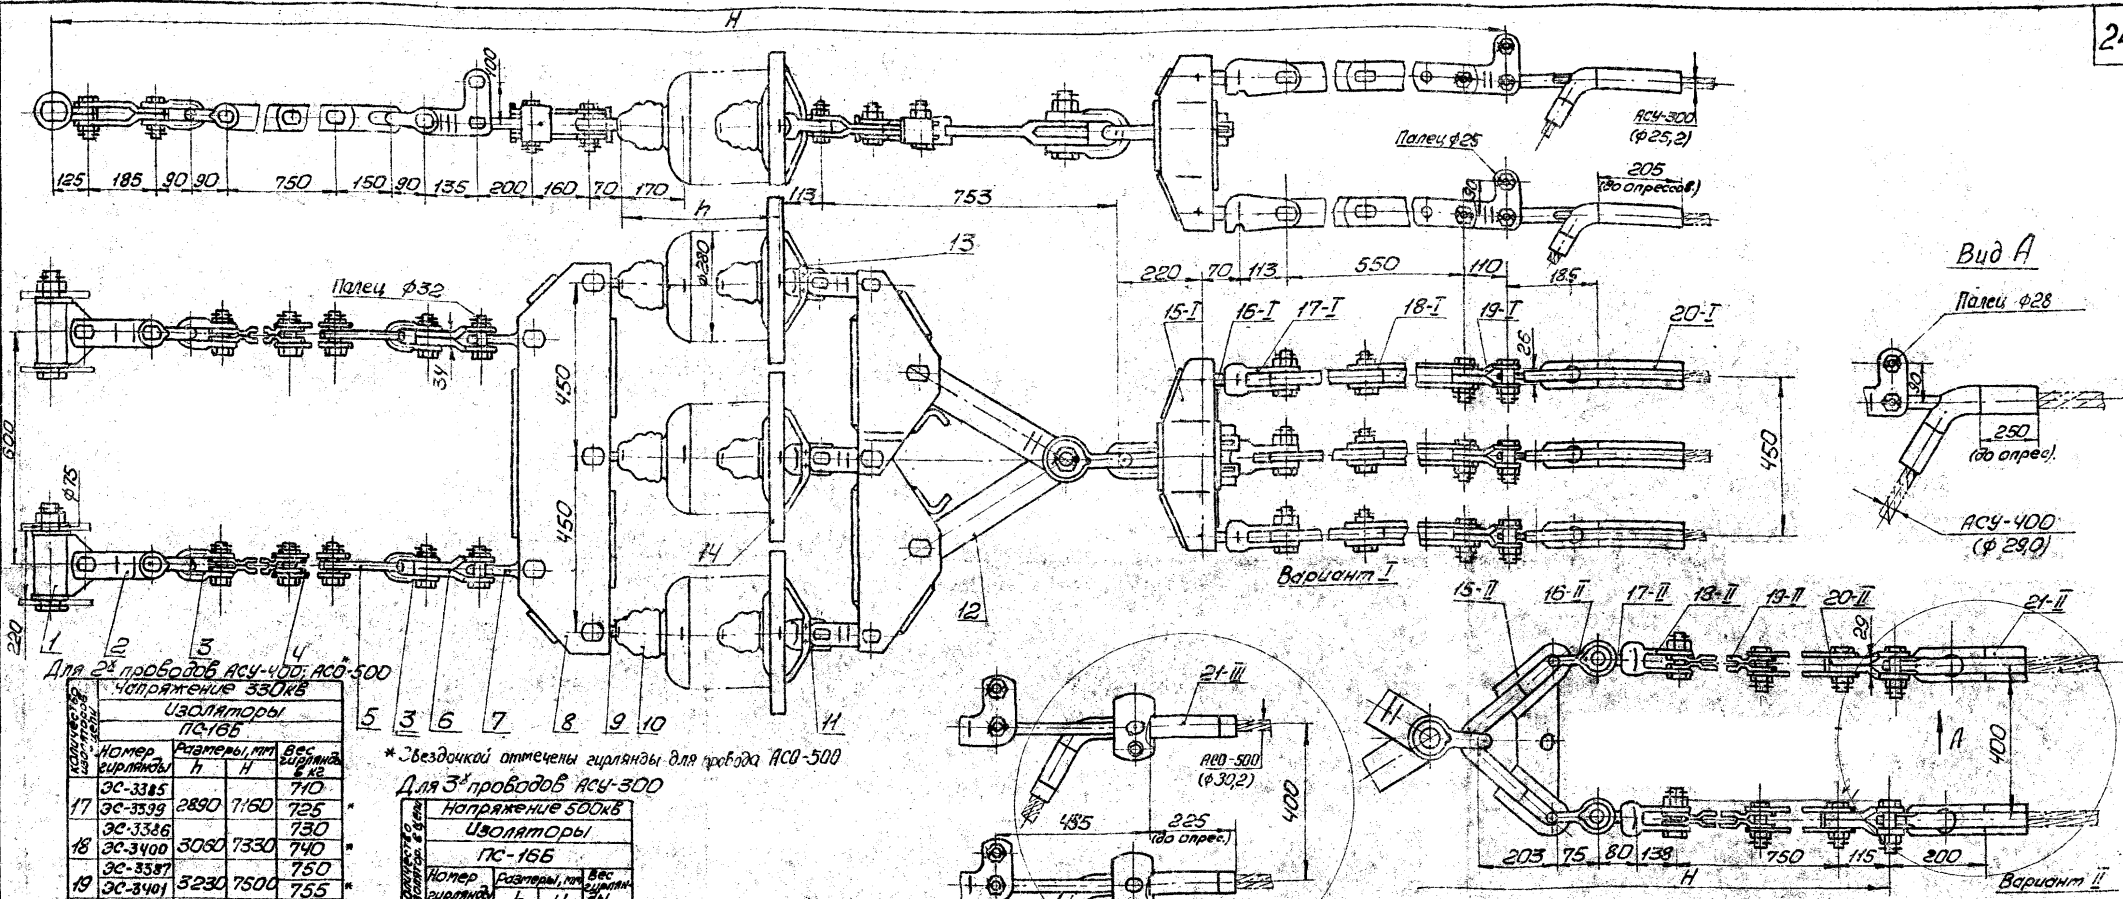 24
H
100
125 185 90 90 750 150 90 135 200 160 70 170
h
113 753
АСУ-300
(φ25,2)
Палец φ25
90
205
(до опрессов.)
220 70 113 550 110 185
Вид А
Палец φ28
90
250
(до опрес.)
АСУ-400
(φ 29,0)
Палец φ32
34
600
φ75
220
450
450
φ280
13
14
12
11
15-I 16-I 17-I 18-I 19-I 20-I
26
450
Вариант I
1 2 3 4 5 3 6 7 8 9 10
15-II 16-II 17-II 18-II 19-II 20-II 21-II
29
А
400
203 75 80 138 750 115 200
H
Вариант II
21-III
АСО-500
(φ30,2)
400
435 225
(до опрес.)
Для 2х проводов АСУ-400; АСО-500*
Количество изоляторов в цепи
Напряжение 330кв
Изоляторы
ПС-16Б
Номер гирлянды
Размеры, мм
h H
Вес гирлянды в кг
ЭС-3385 710
17 ЭС-3399 2890 7160 725 *
ЭС-3386 730
18 ЭС-3400 3060 7330 740 *
ЭС-3387 750
19 ЭС-3401 3230 7500 755 *
* Звездочкой отмечены гирлянды для провода АСО-500
Для 3х проводов АСУ-300
Напряжение 500кв
Изоляторы
ПС-16Б
Номер гирлянды
Размеры, мм
h H
Вес